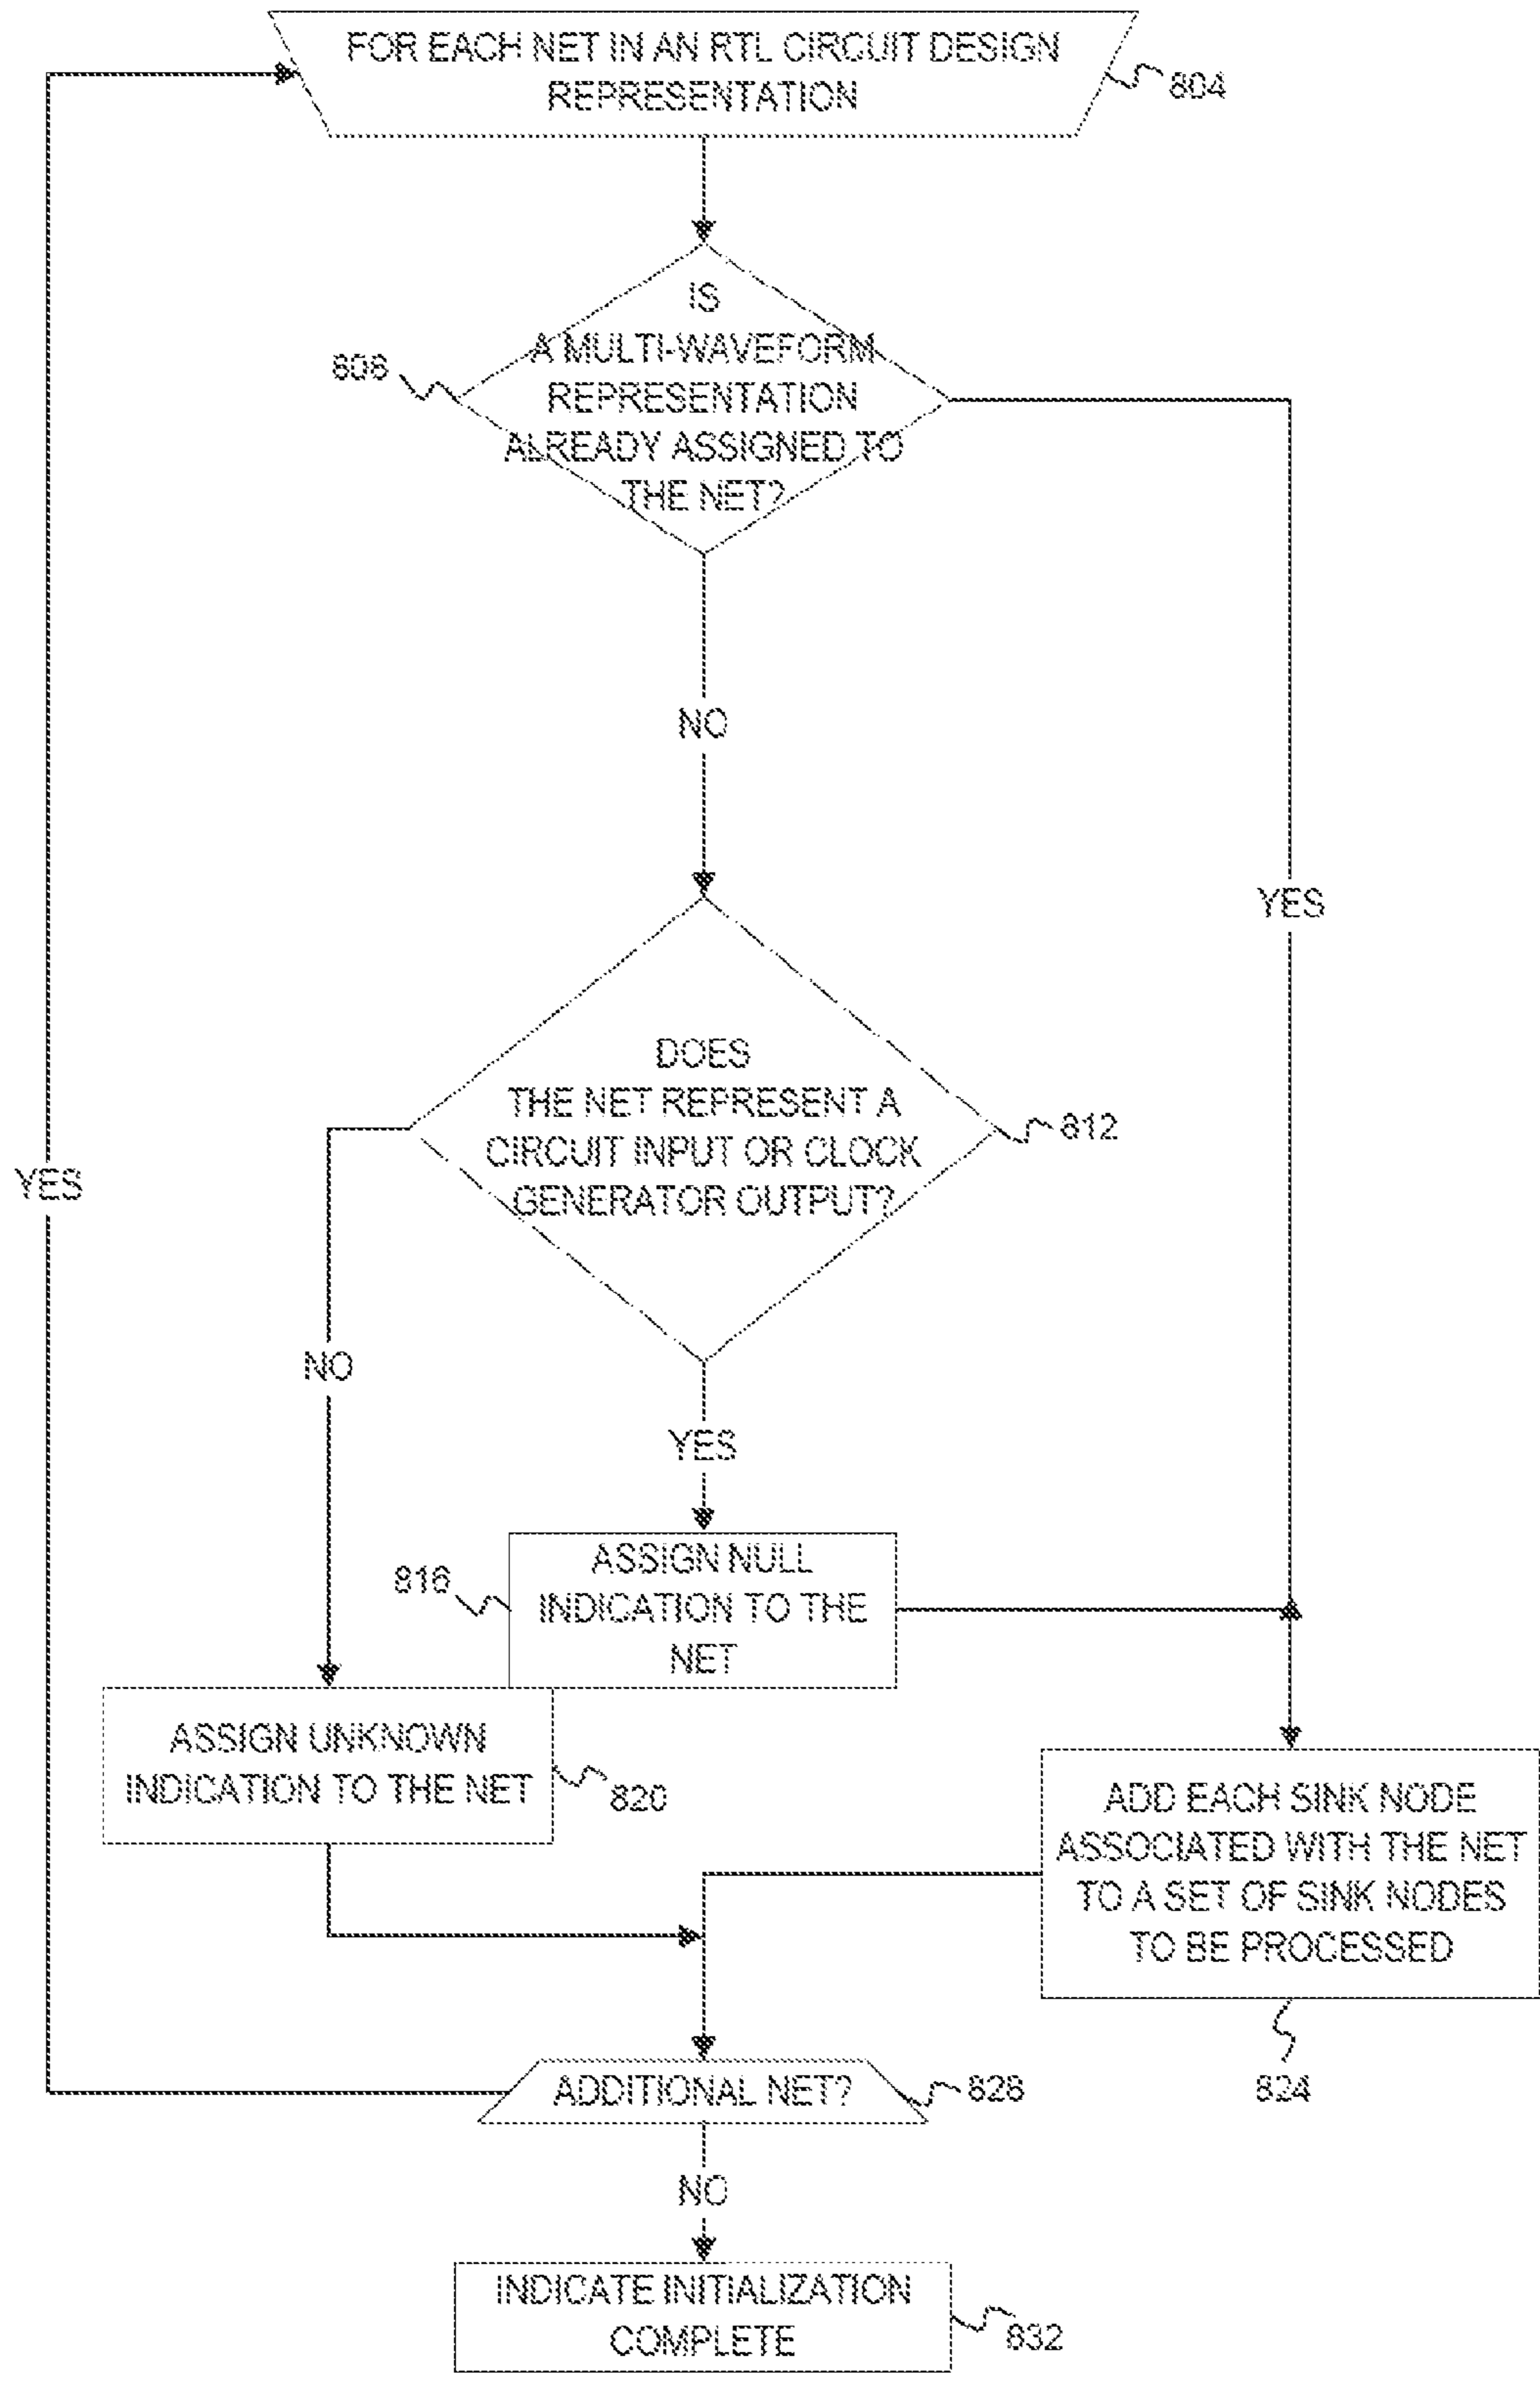 FOR EACH NET IN AN RTL CIRCUIT DESIGN
REPRESENTATION
804
IS
A MULTI-WAVEFORM
REPRESENTATION
ALREADY ASSIGNED TO
THE NET?
808
NO
YES
DOES
THE NET REPRESENT A
CIRCUIT INPUT OR CLOCK
GENERATOR OUTPUT?
812
YES
NO
YES
ASSIGN NULL
INDICATION TO THE
NET
816
ASSIGN UNKNOWN
INDICATION TO THE NET
820
ADD EACH SINK NODE
ASSOCIATED WITH THE NET
TO A SET OF SINK NODES
TO BE PROCESSED
824
ADDITIONAL NET?
828
NO
INDICATE INITIALIZATION
COMPLETE
832